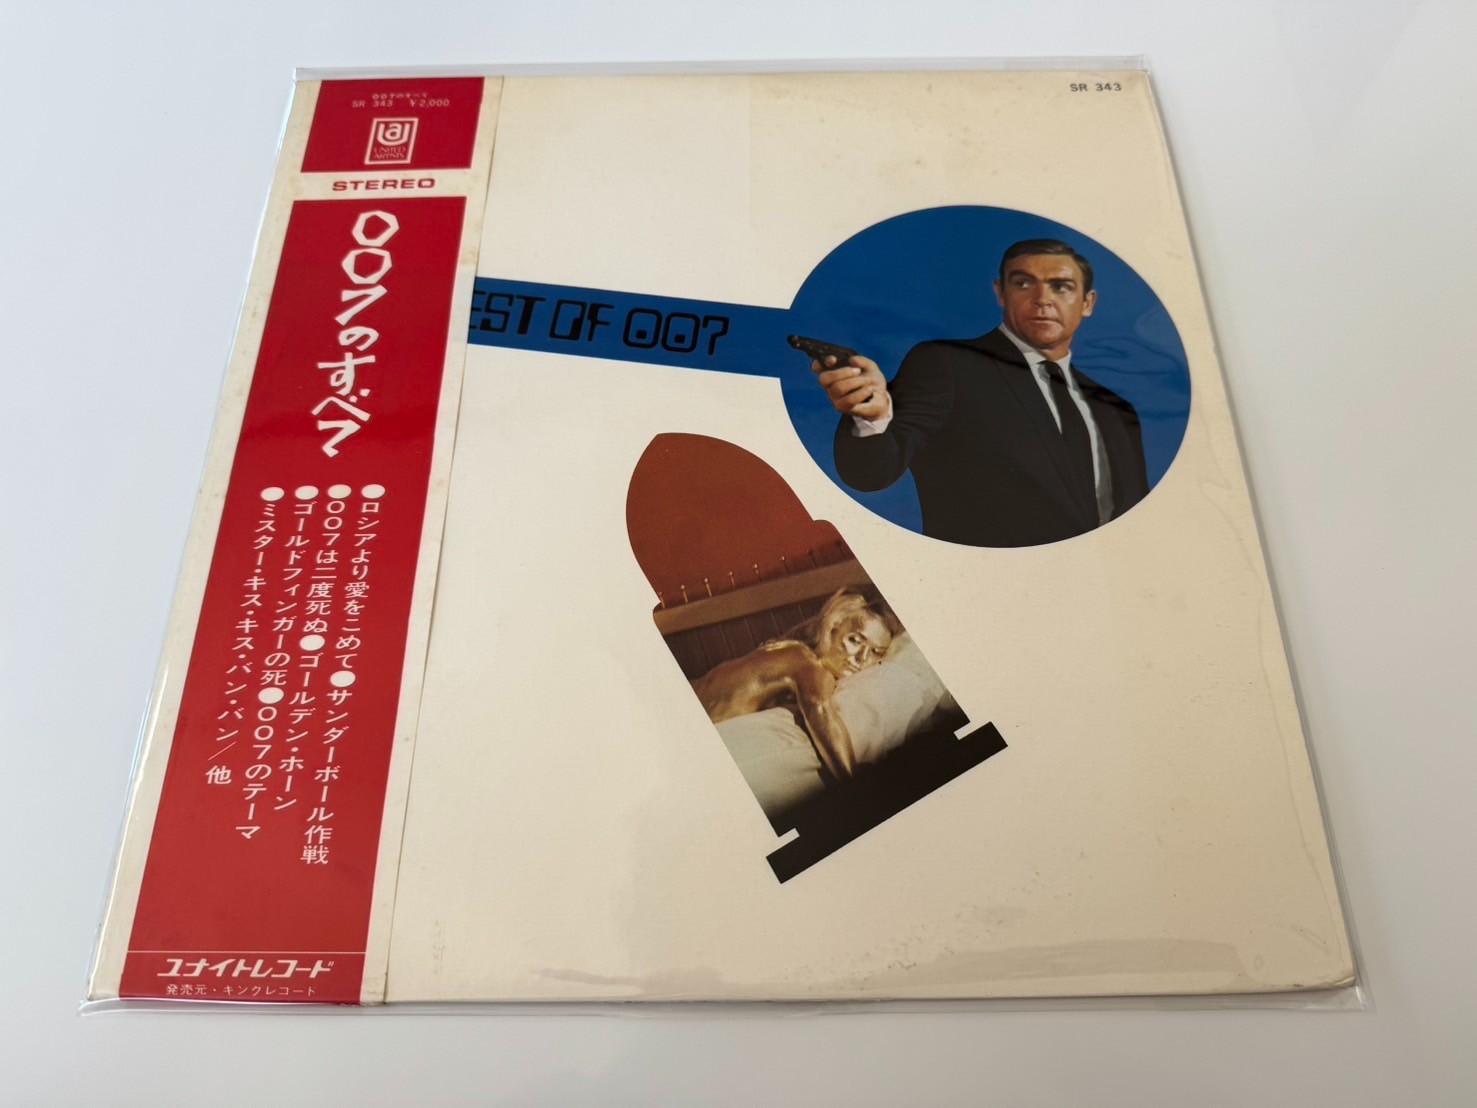 007のすべて
SR 343 ¥2,000
UNITED
ARTISTS
STEREO
007のすべて
●ロシアより愛をこめて●サンダーボール作戦
●007は二度死ぬ●ゴールデン・ホーン
●ゴールドフィンガーの死●007のテーマ
●ミスター・キス・キス・バン・バン／他
ユナイトレコード
発売元・キングレコード
SR 343
EST OF 007